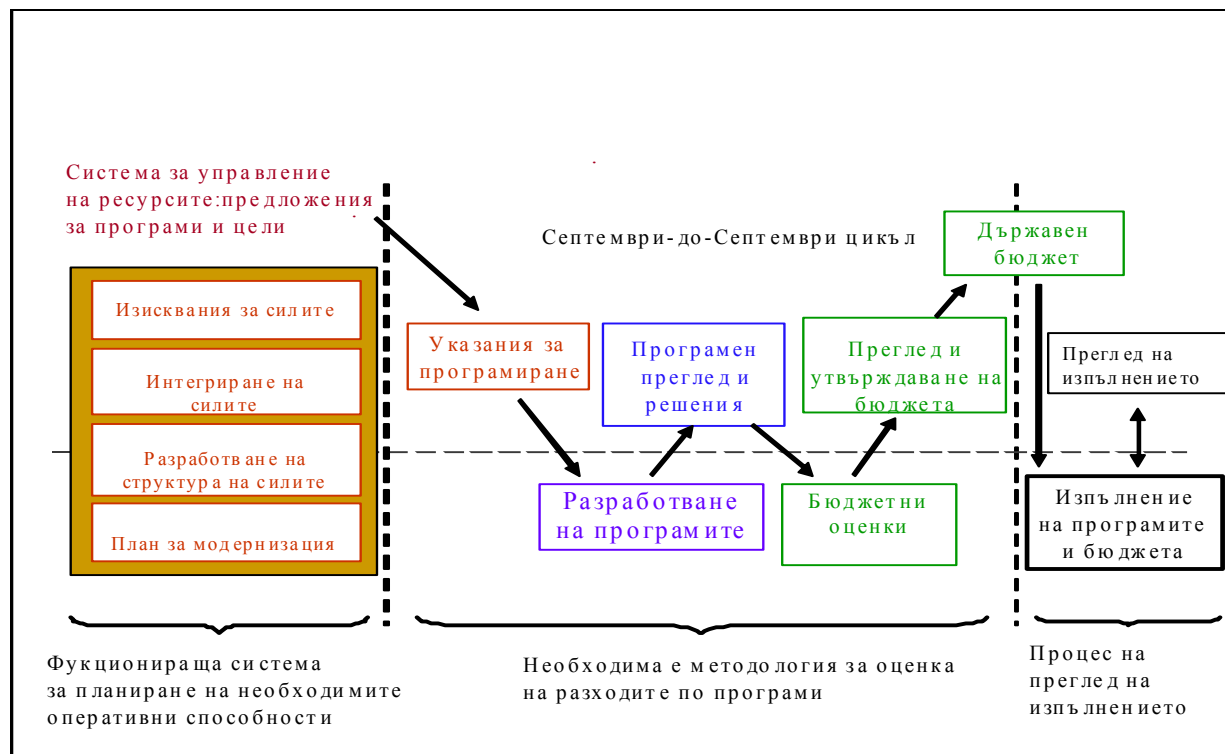 Система за управление
на ресурсите:предложения
за програми и цели
Септември-до-Септември цикъл
Държавен
бюджет
Изисквания за силите
Интегриране на
силите
Разработване на
структура на силите
План за модернизация
Указания за
програмиране
Програмен
преглед и
решения
Преглед и
утвърждаване на
бюджета
Преглед на
изпълнението
Разработване
на програмите
Бюджетни
оценки
Изпълнение
на програмите
и бюджета
Фукционираща система
за планиране на необходимите
оперативни способности
Необходима е методология за оценка
на разходите по програми
Процес на
преглед на
изпълнението